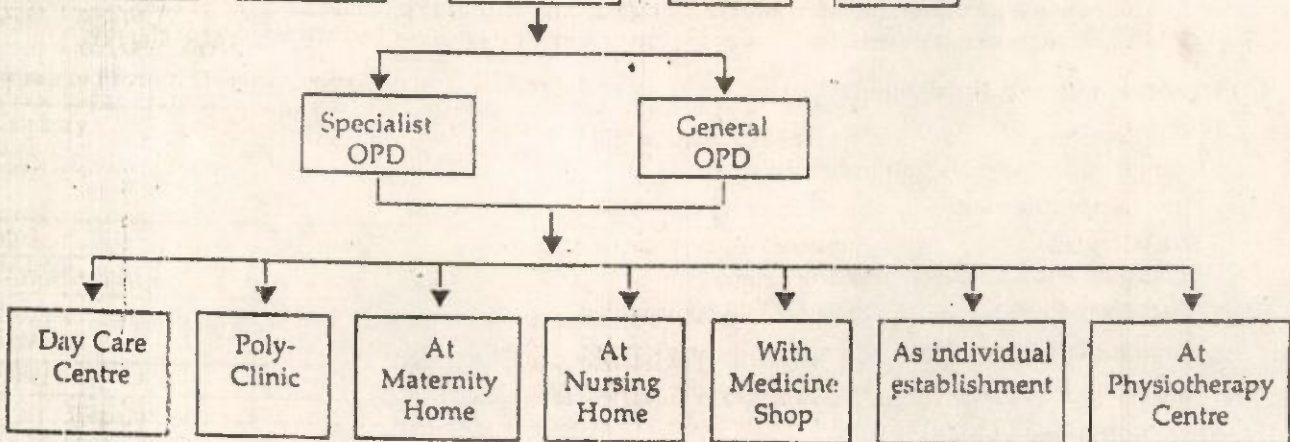 Specialist
OPD
General
OPD
Day Care
Centre
Poly-
Clinic
At
Maternity
Home
At
Nursing
Home
With
Medicine
Shop
As individual
establishment
At
Physiotherapy
Centre